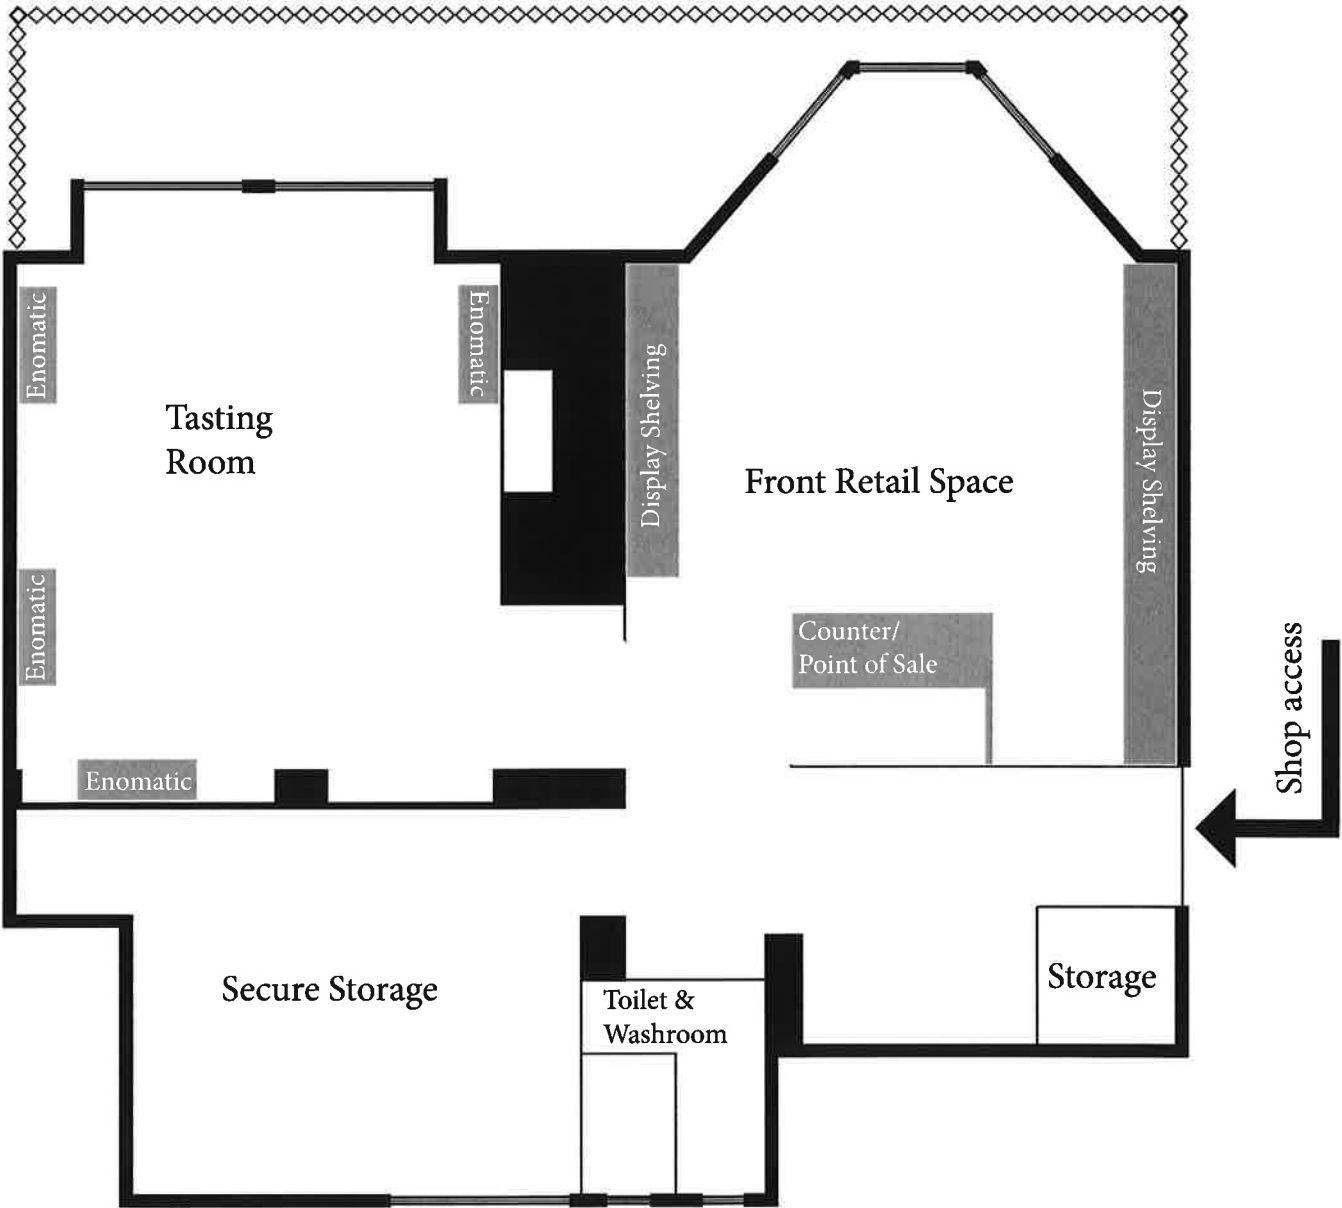 Enomatic
Enomatic
Tasting
Room
Display Shelving
Display Shelving
Front Retail Space
Enomatic
Counter/
Point of Sale
Shop access
Enomatic
Secure Storage
Toilet &
Washroom
Storage